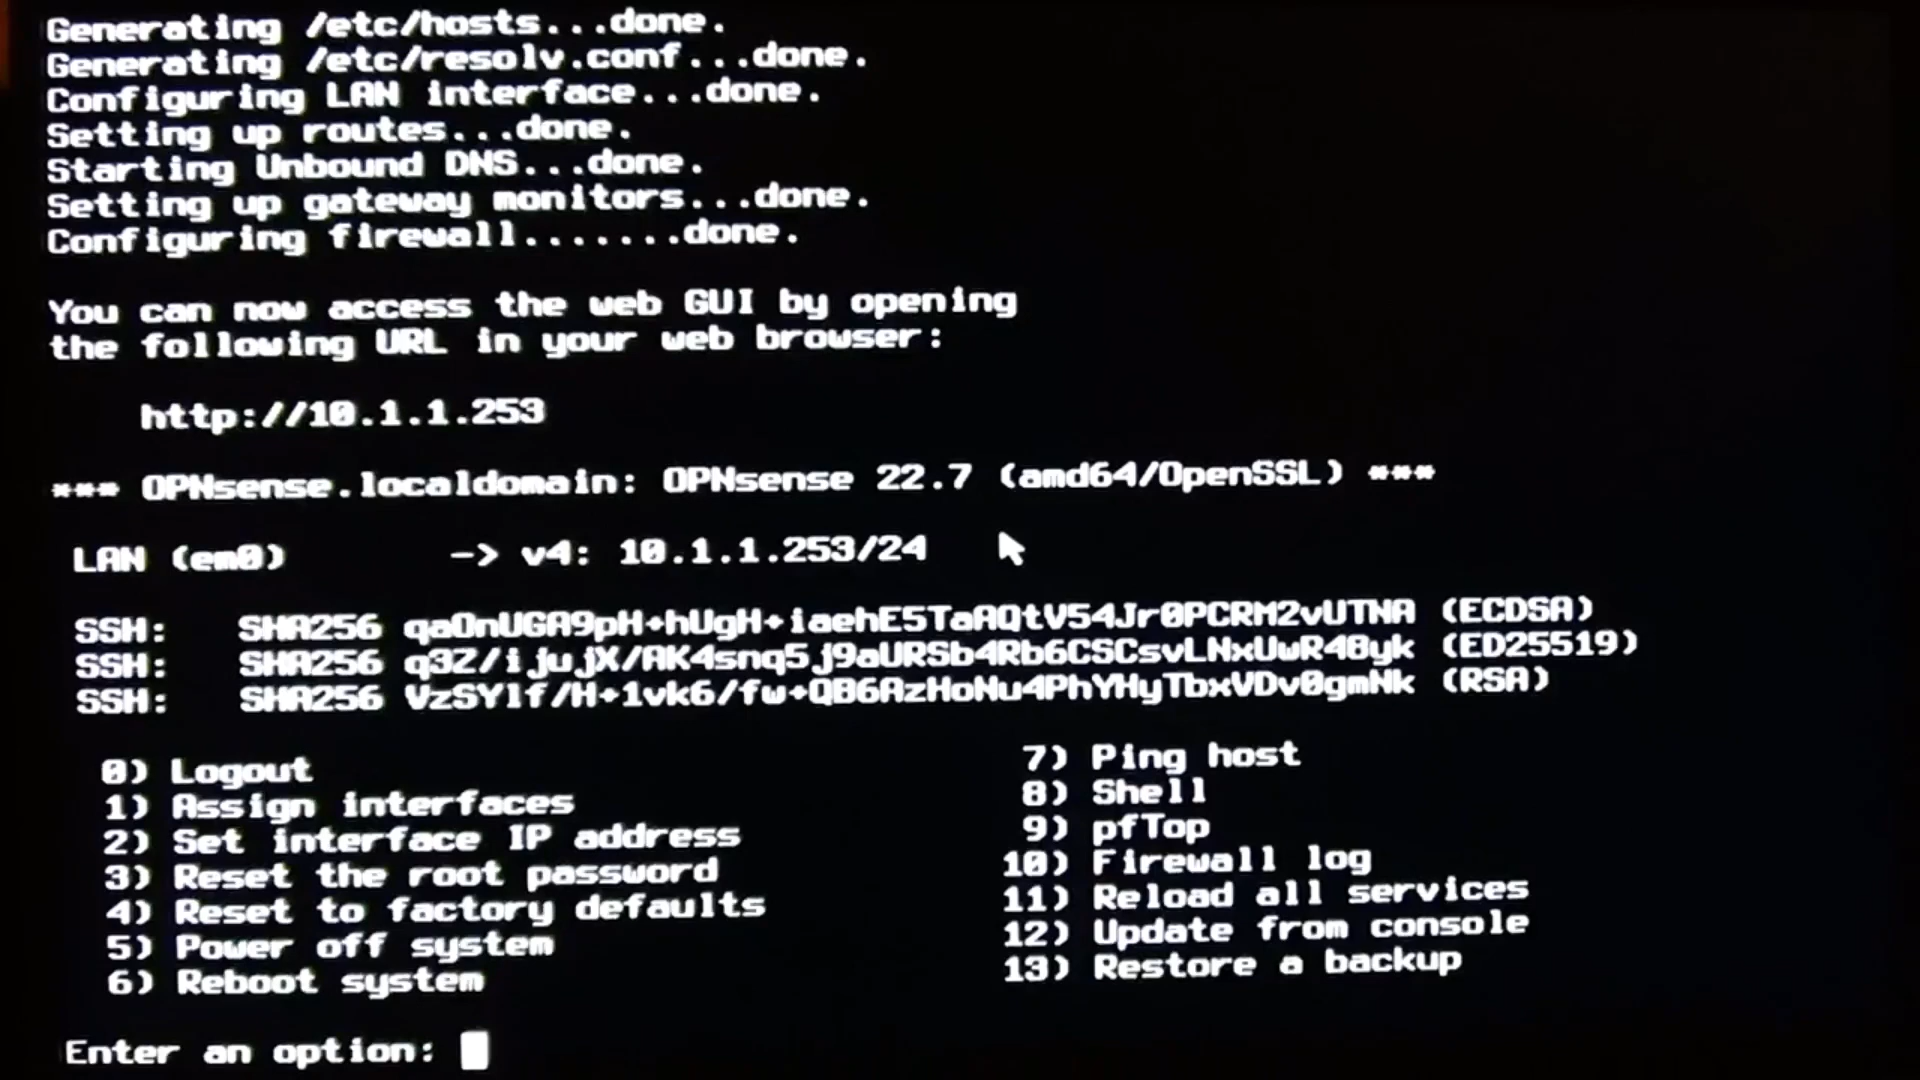 Generating /etc/hosts...done.
Generating /etc/resolv.conf...done.
Configuring LAN interface...done.
Setting up routes...done.
Starting Unbound DNS...done.
Setting up gateway monitors...done.
Configuring firewall.......done.
You can now access the web GUI by opening
the following URL in your web browser:
http://10.1.1.253
*** OPNsense.localdomain: OPNsense 22.7 (amd64/OpenSSL) ***
LAN (em0) -> v4: 10.1.1.253/24
SSH: SHA256 qaOnUGA9pH+hUgH+iaehE5TaAQtV54Jr0PCRM2vUTNA (ECDSA)
SSH: SHA256 q3Z/ijujX/AK4snq5j9aURSb4Rb6CSCsvLNxUwR4Byk (ED25519)
SSH: SHA256 VzSYlf/H+1vk6/fw+QB6AzHoNu4PhYHyTbxVDv0gmNk (RSA)
0) Logout
1) Assign interfaces
2) Set interface IP address
3) Reset the root password
4) Reset to factory defaults
5) Power off system
6) Reboot system
7) Ping host
8) Shell
9) pfTop
10) Firewall log
11) Reload all services
12) Update from console
13) Restore a backup
Enter an option: